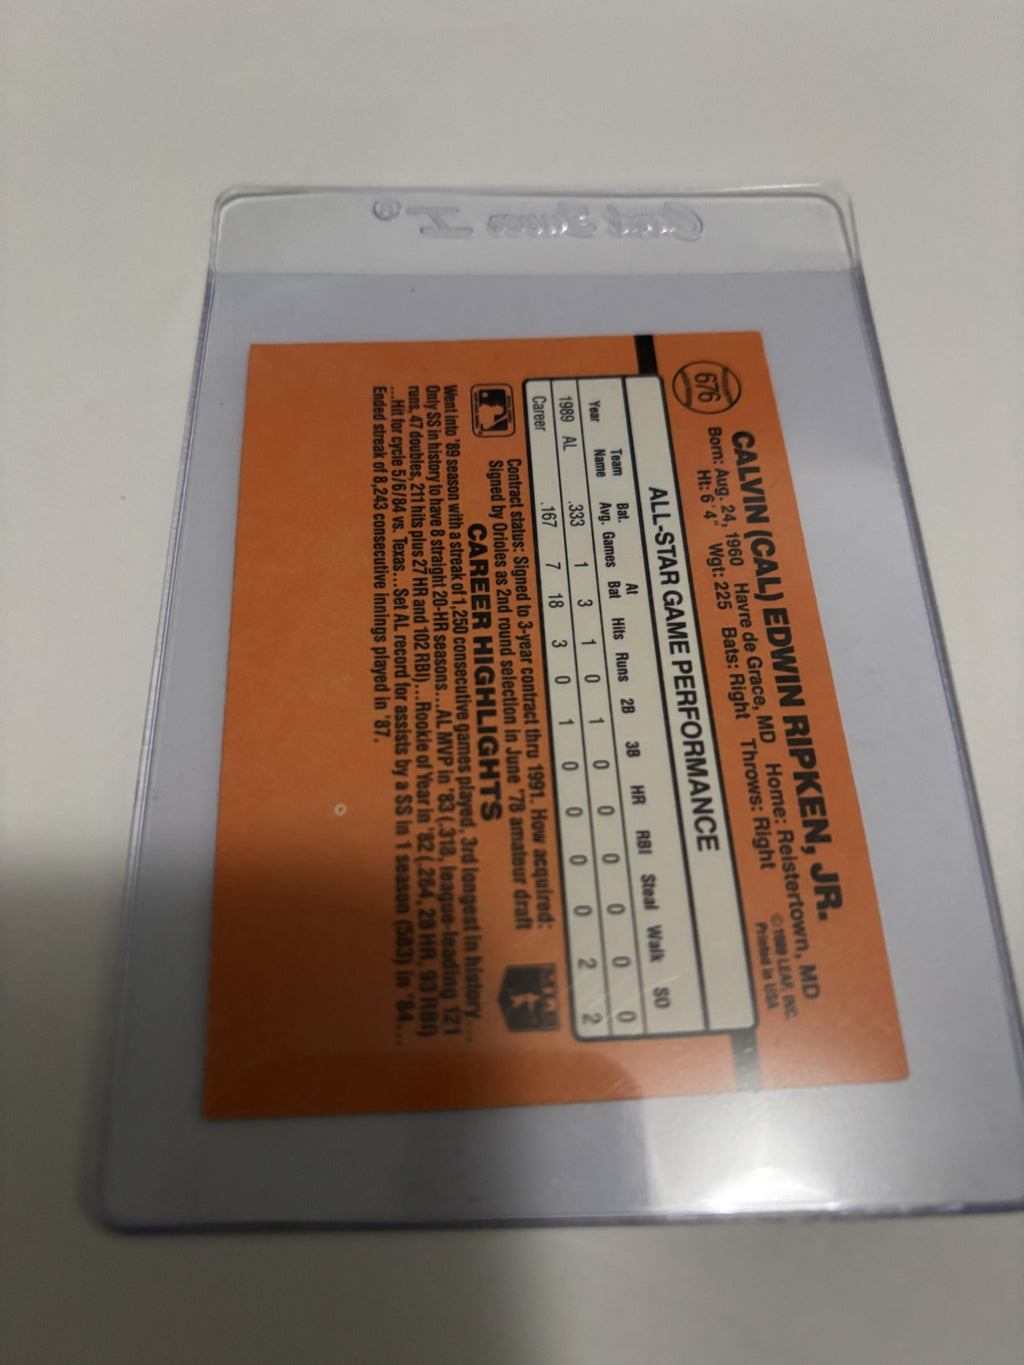 Card Saver I®
676
CALVIN (CAL) EDWIN RIPKEN, JR.
Born: Aug. 24, 1960 Havre de Grace, MD Home: Reistertown, MD
Ht: 6'4" Wgt: 225 Bats: Right Throws: Right
© 1989 LEAF, INC.
Printed in USA
ALL-STAR GAME PERFORMANCE
Team Bat. At
Year Name Avg. Games Bat Hits Runs 2B 3B HR RBI Steal Walk SO
1989 AL .333 1 3 1 0 1 0 0 0 0 0 0
Career .167 7 18 3 0 1 0 0 0 0 2 2
Contract status: Signed to 3-year contract thru 1991. How acquired:
Signed by Orioles as 2nd round selection in June '78 amateur draft
CAREER HIGHLIGHTS
Went into '89 season with a streak of 1,250 consecutive games played, 3rd longest in history...
Only SS in history to have 8 straight 20-HR seasons...AL MVP in '83 (.318, league-leading 121
runs, 47 doubles, 211 hits plus 27 HR and 102 RBI)...Rookie of Year in '82 (.264, 28 HR, 93 RBI)
...Hit for cycle 5/6/84 vs. Texas...Set AL record for assists by a SS in 1 season (583) in '84...
Ended streak of 8,243 consecutive innings played in '87.